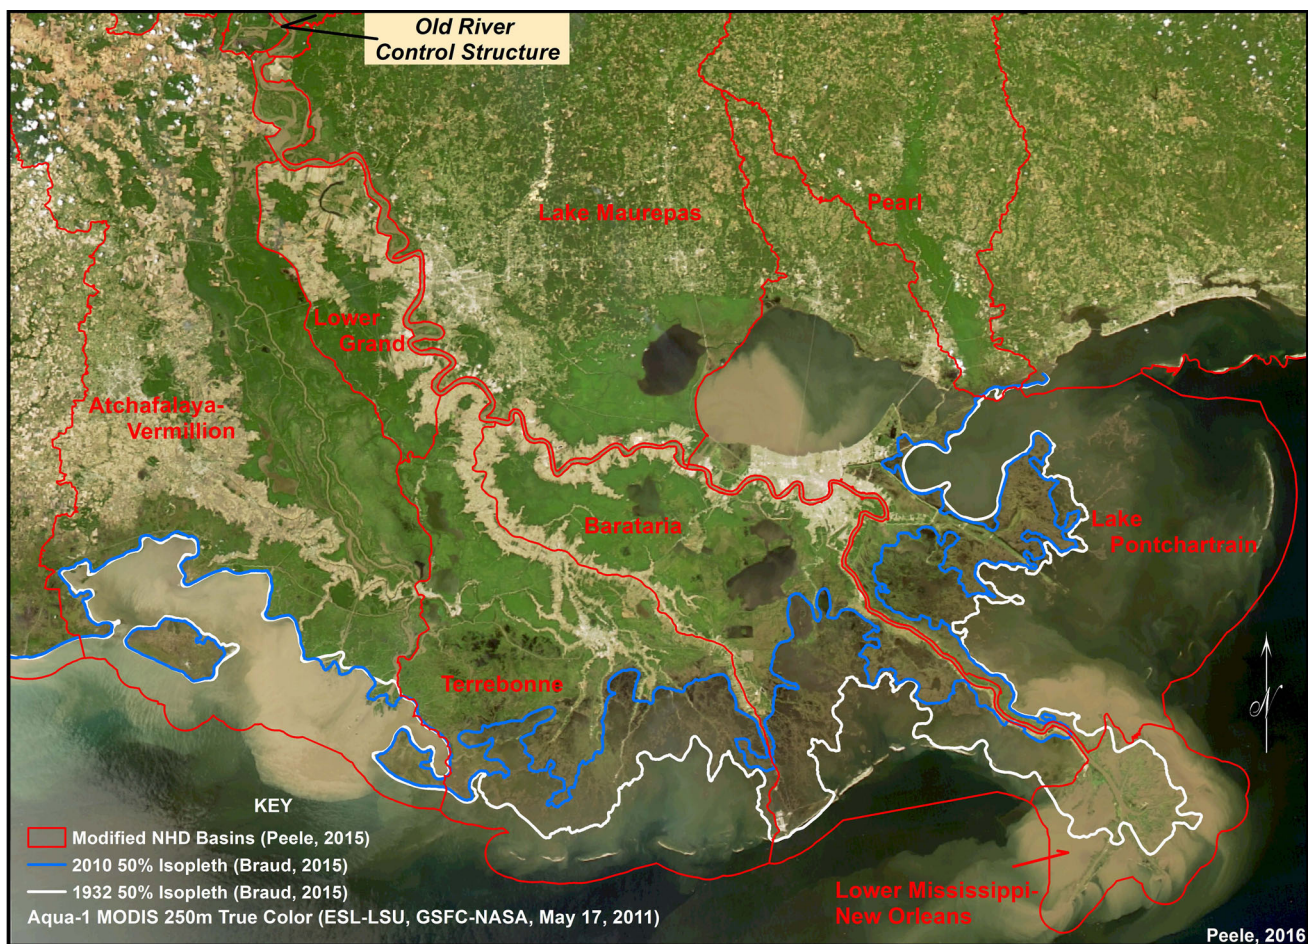 Old River
Control Structure
Lake Maurepas
Pearl
Lower
Grand
Atchafalaya-
Vermillion
Barataria
Lake
Pontchartrain
Terrebonne
N
KEY
Modified NHD Basins (Peele, 2015)
2010 50% Isopleth (Braud, 2015)
1932 50% Isopleth (Braud, 2015)
Aqua-1 MODIS 250m True Color (ESL-LSU, GSFC-NASA, May 17, 2011)
Lower Mississippi-
New Orleans
Peele, 2016